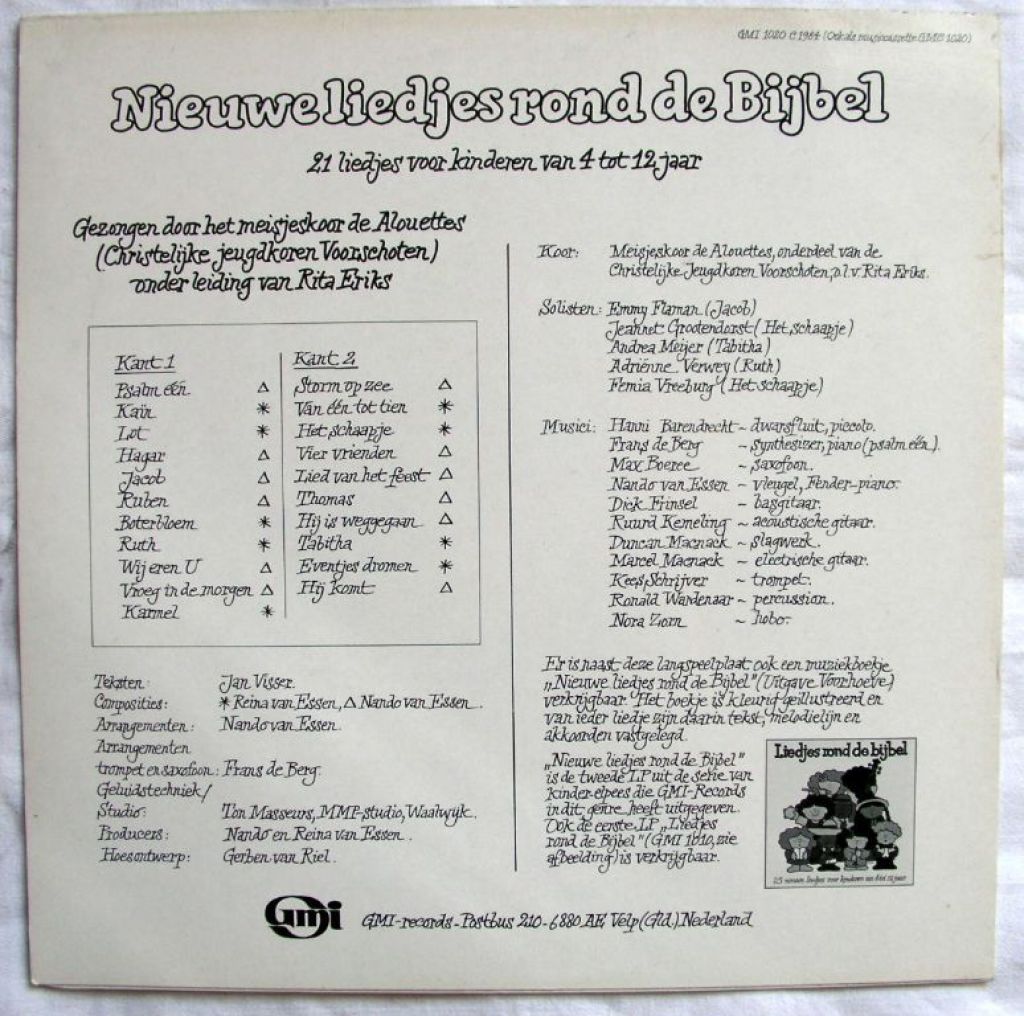 GMI 1020 © 1984 (Ook als musicassette GMC 1020)
Nieuwe liedjes rond de Bijbel
21 liedjes voor kinderen van 4 tot 12 jaar
Gezongen door het meisjeskoor de Alouettes
(Christelijke jeugdkoren Voorschoten)
onder leiding van Rita Eriks
Kant 1
Psalm één △
Kaïn *
Lot *
Hagar △
Jacob △
Ruben △
Boterbloem *
Ruth *
Wij eren U △
Vroeg in de morgen △
Karmel *
Kant 2
Storm op zee △
Van één tot tien *
Het schaapje *
Vier vrienden △
Lied van het feest △
Thomas △
Hij is weggegaan △
Tabitha *
Eventjes dromen *
Hij komt △
Teksten: Jan Visser.
Composities: * Reina van Essen, △ Nando van Essen.
Arrangementen: Nando van Essen.
Arrangementen
trompet en saxofoon: Frans de Berg.
Geluidstechniek/
Studio: Ton Masseurs, MMP-studio, Waalwijk.
Producers: Nando en Reina van Essen.
Hoesontwerp: Gerben van Riel.
Koor: Meisjeskoor de Alouettes, onderdeel van de
Christelijke Jeugdkoren Voorschoten, o.l.v. Rita Eriks.
Solisten: Emmy Flaman (Jacob)
Jeannet Grootendorst (Het schaapje)
Andrea Meijer (Tabitha)
Adriënne Verwey (Ruth)
Femia Vreeburg (Het schaapje)
Musici: Hanni Barendrecht ~ dwarsfluit, piccolo.
Frans de Berg ~ synthesizer, piano (psalm één).
Max Boeree ~ saxofoon.
Nando van Essen ~ vleugel, Fender-piano.
Dick Frinsel ~ basgitaar.
Ruurd Kemeling ~ acoustische gitaar.
Duncan Macnack ~ slagwerk.
Marcel Macnack ~ electrische gitaar.
Kees Schrijver ~ trompet.
Ronald Wardenaar ~ percussion.
Nora Zorn ~ hobo.
Er is naast deze langspeelplaat ook een muziekboekje
„Nieuwe liedjes rond de Bijbel” (Uitgave Voorhoeve)
verkrijgbaar. Het boekje is kleurig geïllustreerd en
van ieder liedje zijn daarin tekst, melodielijn en
akkoorden vastgelegd.
„Nieuwe liedjes rond de Bijbel”
is de tweede LP uit de serie van
kinder-elpees die GMI-Records
in dit genre heeft uitgegeven.
Ook de eerste LP „Liedjes
rond de Bijbel” (GMI 1010, zie
afbeelding) is verkrijgbaar.
Liedjes rond de bijbel
25 nieuwe liedjes voor kinderen van 4 tot 12 jaar
Gmi GMI-records - Postbus 210 - 6880 AE Velp (Gld.) Nederland